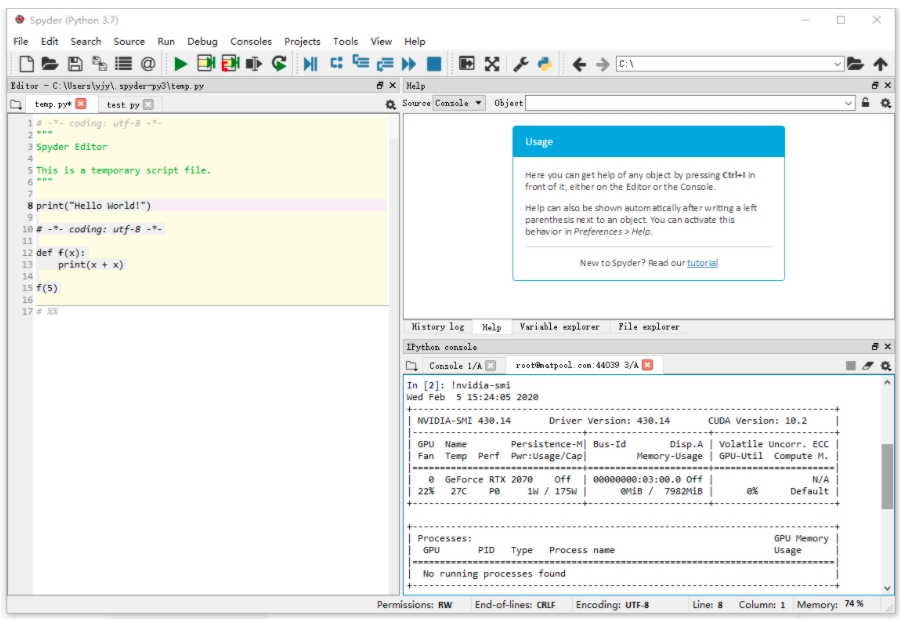 Spyder (Python 3.7)
File Edit Search Source Run Debug Consoles Projects Tools View Help
C:\
Editor - C:\Users\yjy\.spyder-py3\temp.py
temp.py* test.py
1 # -*- coding: utf-8 -*-
2 """
3 Spyder Editor
4
5 This is a temporary script file.
6 """
7
8 print("Hello World!")
9
10 # -*- coding: utf-8 -*-
11
12 def f(x):
13     print(x + x)
14
15 f(5)
16
17 # %%
Help
Source Console Object
Usage
Here you can get help of any object by pressing Ctrl+I in
front of it, either on the Editor or the Console.
Help can also be shown automatically after writing a left
parenthesis next to an object. You can activate this
behavior in Preferences > Help.
New to Spyder? Read our tutorial
History log Help Variable explorer File explorer
IPython console
Console 1/A root@matpool.com:44039 3/A
In [2]: !nvidia-smi
Wed Feb  5 15:24:05 2020
+-----------------------------------------------------------------------------+
| NVIDIA-SMI 430.14       Driver Version: 430.14       CUDA Version: 10.2     |
|-------------------------------+----------------------+----------------------+
| GPU  Name        Persistence-M| Bus-Id        Disp.A | Volatile Uncorr. ECC |
| Fan  Temp  Perf  Pwr:Usage/Cap|         Memory-Usage | GPU-Util  Compute M. |
|===============================+======================+======================|
|   0  GeForce RTX 2070    Off  | 00000000:03:00.0 Off |                  N/A |
| 22%   27C    P0     1W / 175W |      0MiB /  7982MiB |      0%      Default |
+-------------------------------+----------------------+----------------------+
+-----------------------------------------------------------------------------+
| Processes:                                                       GPU Memory |
|  GPU       PID   Type   Process name                             Usage      |
|=============================================================================|
|  No running processes found                                                 |
+-----------------------------------------------------------------------------+
Permissions: RW End-of-lines: CRLF Encoding: UTF-8 Line: 8 Column: 1 Memory: 74 %